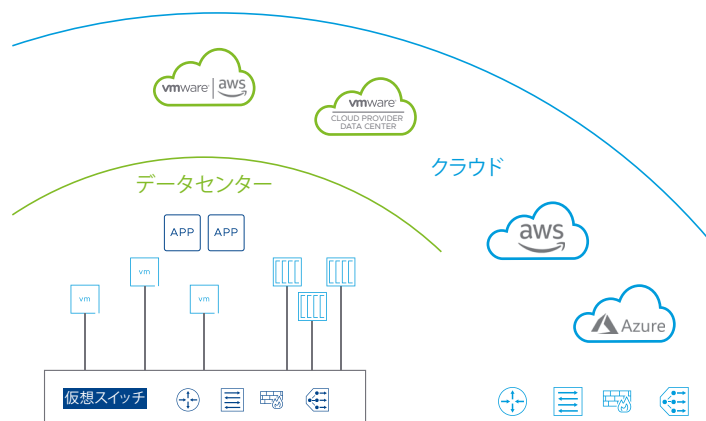 vmware aws
vmware
CLOUD PROVIDER
DATA CENTER
クラウド
データセンター
aws
APP APP
vm
vm
vm
Azure
仮想スイッチ